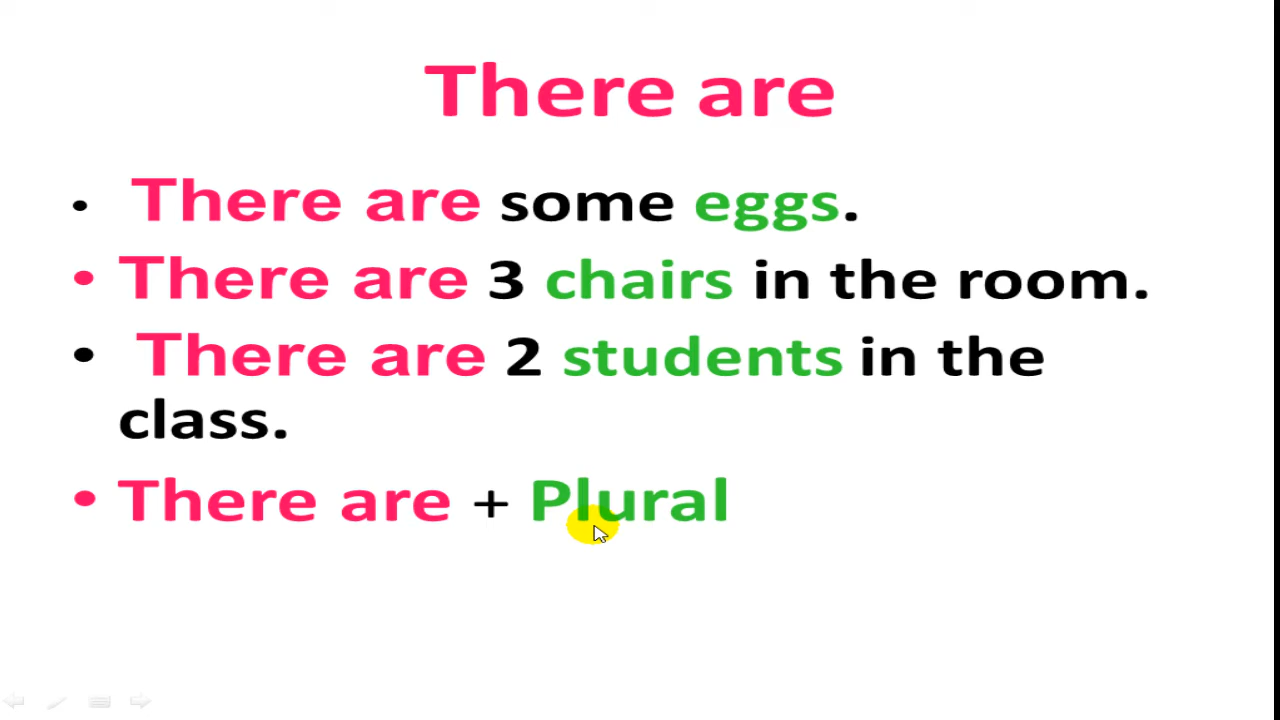 There are
• There are some eggs.
• There are 3 chairs in the room.
• There are 2 students in the
class.
• There are + Plural